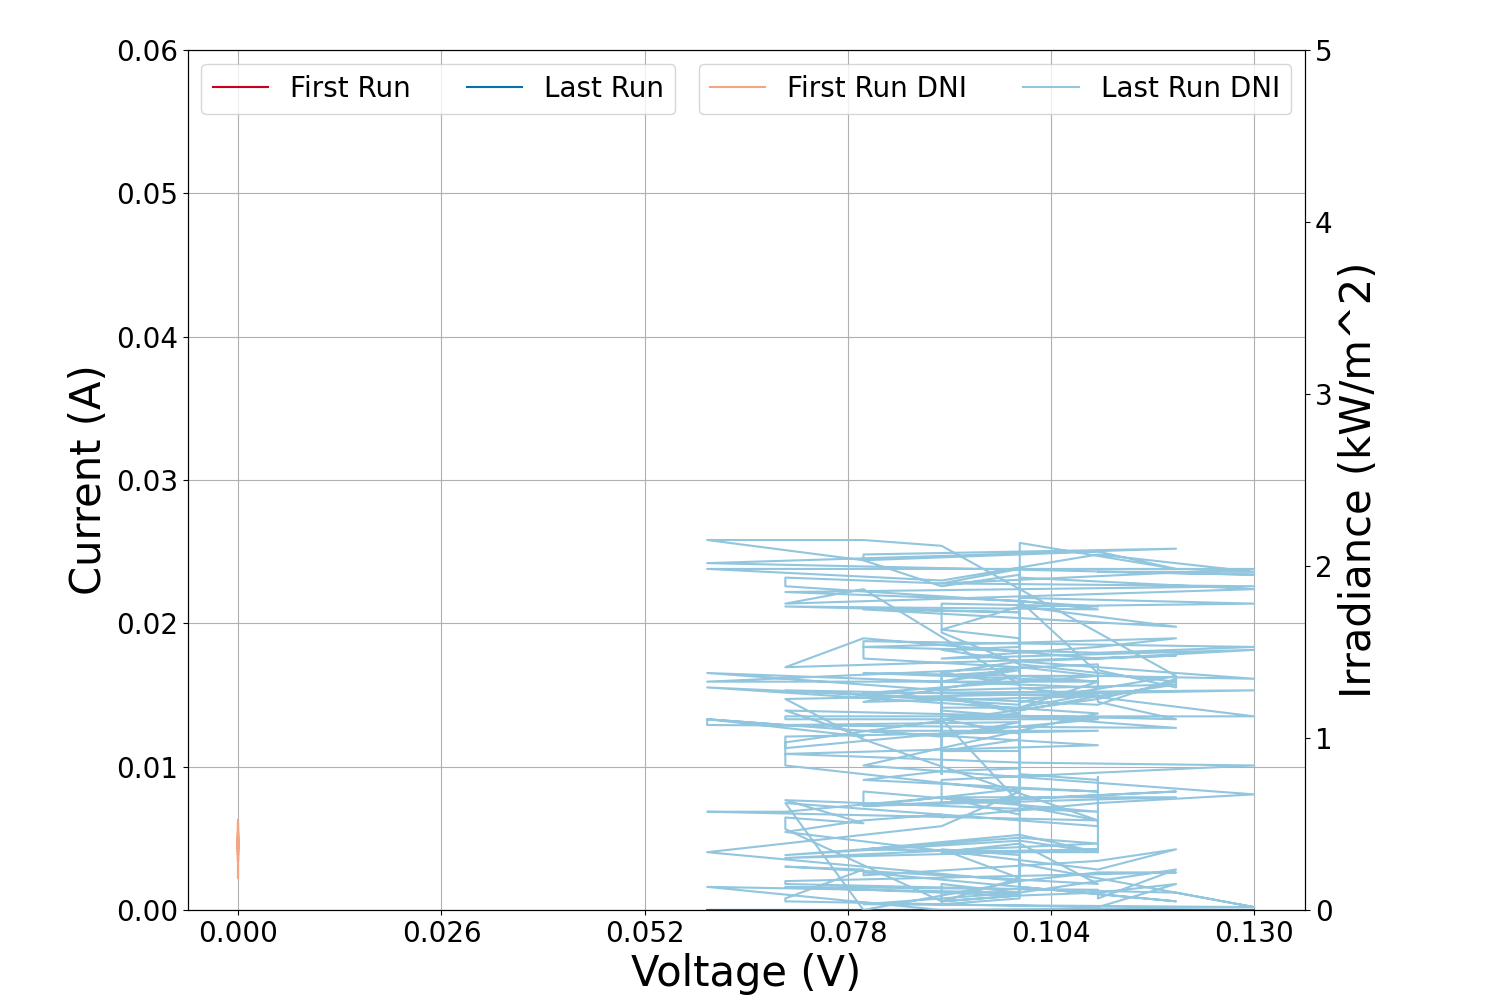 First Run
Last Run
First Run DNI
Last Run DNI
Current (A)
0.06
0.05
0.04
0.03
0.02
0.01
0.00
5
4
3
2
1
0
Irradiance (kW/m^2)
0.000
0.026
0.052
0.078
0.104
0.130
Voltage (V)